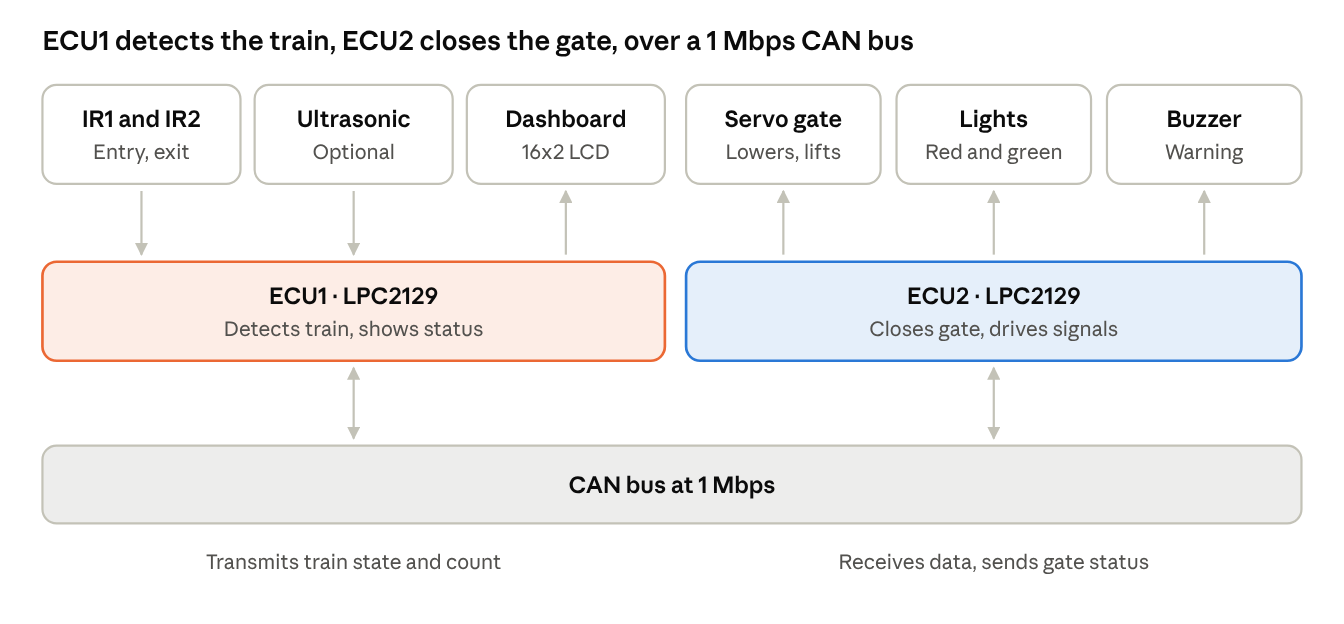 ECU1 detects the train, ECU2 closes the gate, over a 1 Mbps CAN bus
IR1 and IR2
Entry, exit
Ultrasonic
Optional
Dashboard
16x2 LCD
Servo gate
Lowers, lifts
Lights
Red and green
Buzzer
Warning
ECU1 · LPC2129
Detects train, shows status
ECU2 · LPC2129
Closes gate, drives signals
CAN bus at 1 Mbps
Transmits train state and count
Receives data, sends gate status